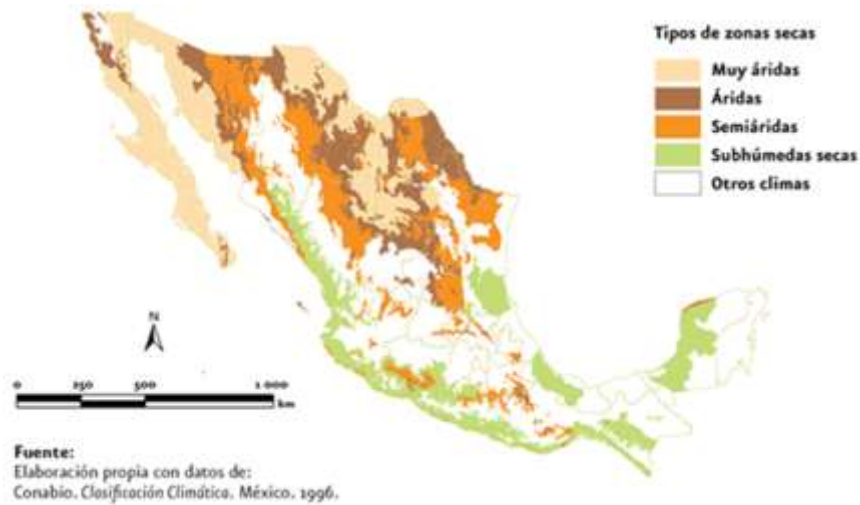 Tipos de zonas secas
Muy áridas
Áridas
Semiáridas
Subhúmedas secas
Otros climas
N
0 250 500 1 000
km
Fuente:
Elaboración propia con datos de:
Conabio. Clasificación Climática. México. 1996.